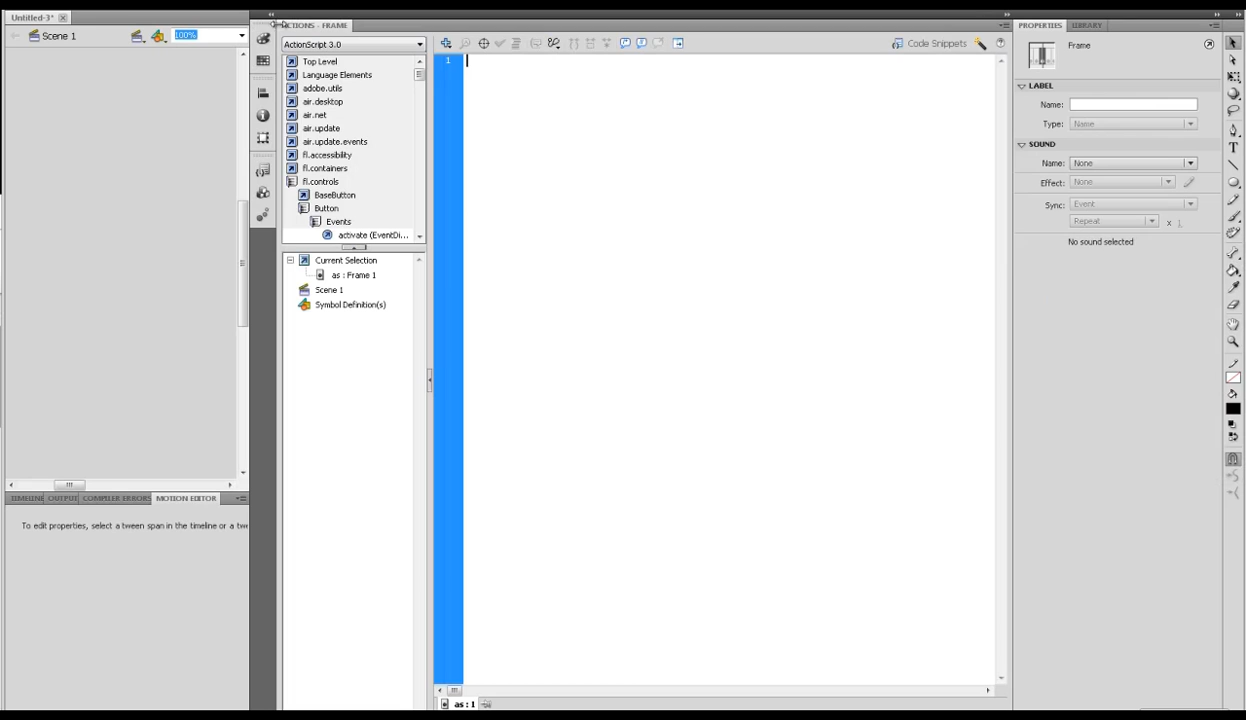 Untitled-3*
Scene 1
100%
TIMELINE OUTPUT COMPILER ERRORS MOTION EDITOR
To edit properties, select a tween span in the timeline or a
CTIONS - FRAME
ActionScript 3.0
Top Level
Language Elements
adobe.utils
air.desktop
air.net
air.update
air.update.events
fl.accessibility
fl.containers
fl.controls
BaseButton
Button
Events
activate (EventDi...
Current Selection
as : Frame 1
Scene 1
Symbol Definition(s)
Code Snippets
1
as : 1
PROPERTIES LIBRARY
Frame
LABEL
Name:
Type: Name
SOUND
Name: None
Effect: None
Sync: Event
Repeat x 1
No sound selected